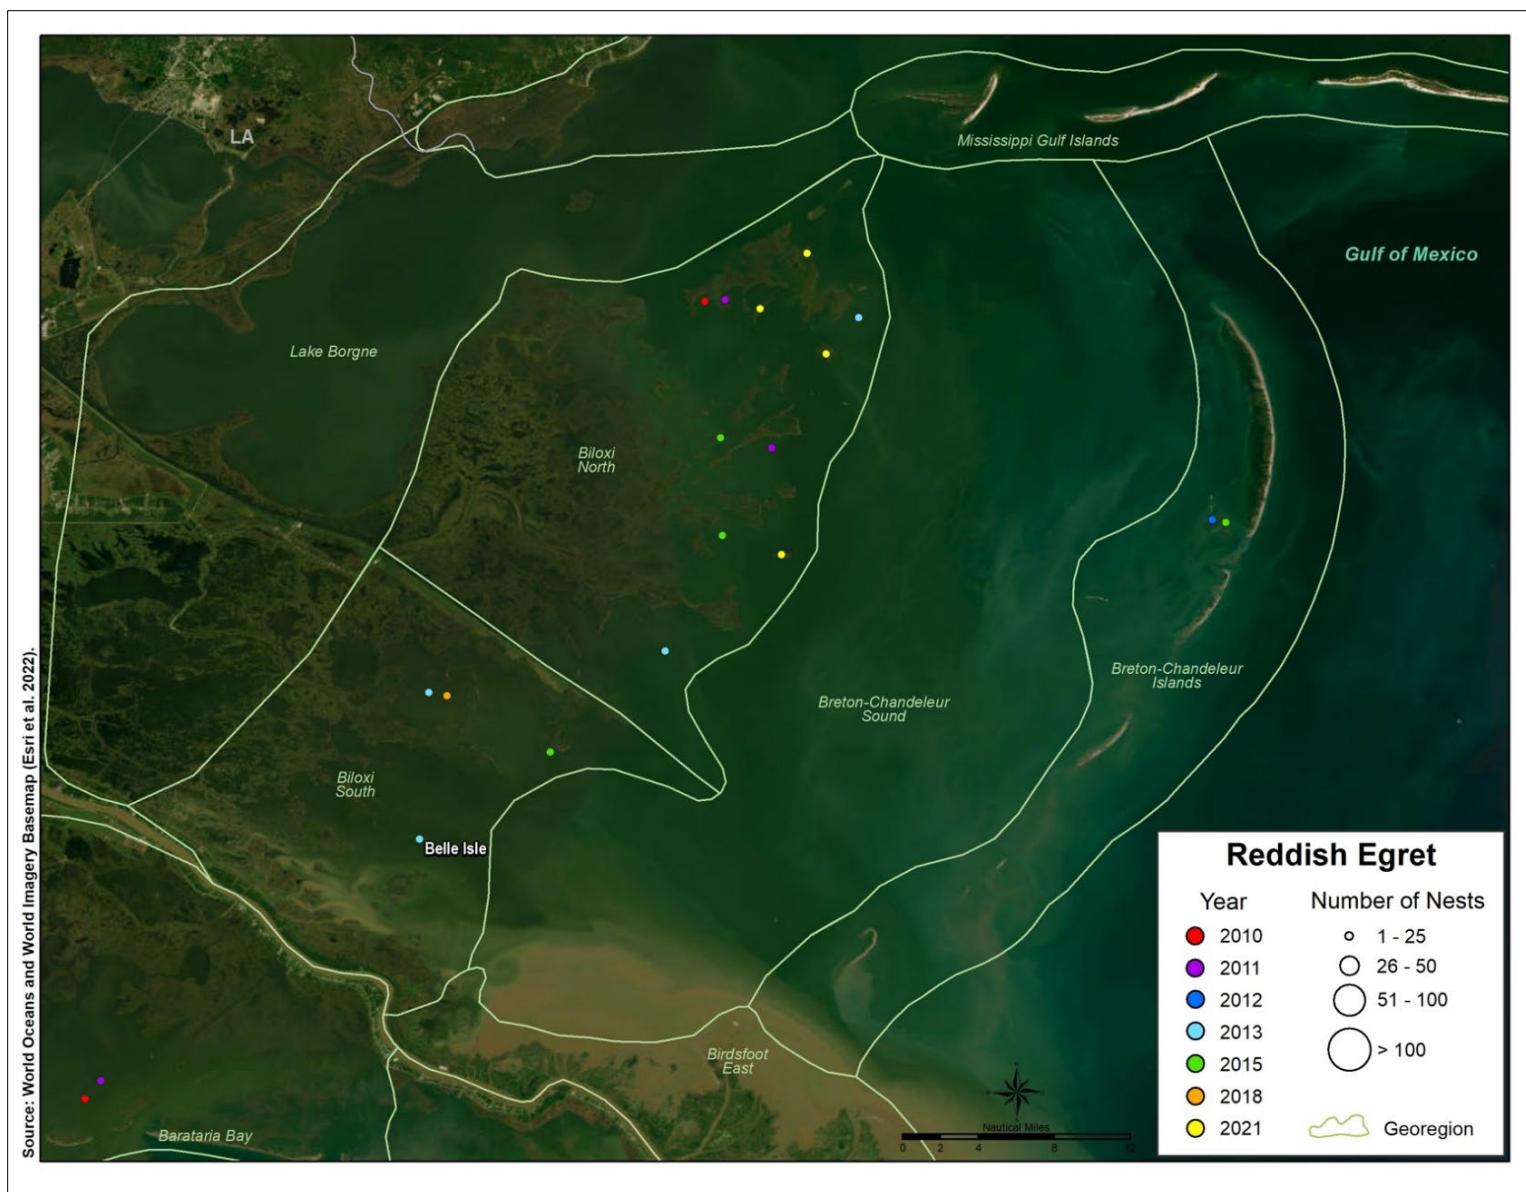 LA
Mississippi Gulf Islands
Gulf of Mexico
Lake Borgne
Biloxi
North
Breton-Chandeleur
Islands
Breton-Chandeleur
Sound
Biloxi
South
Belle Isle
Birdsfoot
East
Barataria Bay
Nautical Miles
0 2 4 8 12
Reddish Egret
Year Number of Nests
2010 1 - 25
2011 26 - 50
2012 51 - 100
2013
2015 > 100
2018
2021 Georegion
Source: World Oceans and World Imagery Basemap (Esri et al. 2022).